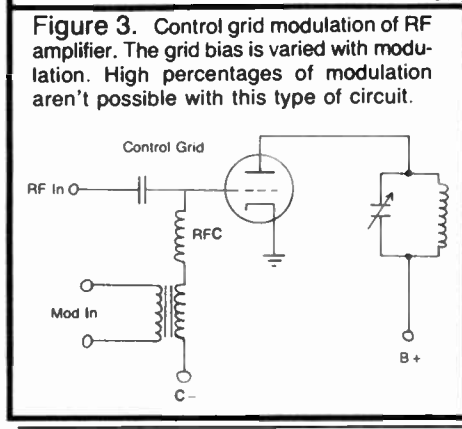 Figure 3. Control grid modulation of RF
amplifier. The grid bias is varied with modu-
lation. High percentages of modulation
aren't possible with this type of circuit.
Control Grid
RF In
RFC
Mod In
B +
C -